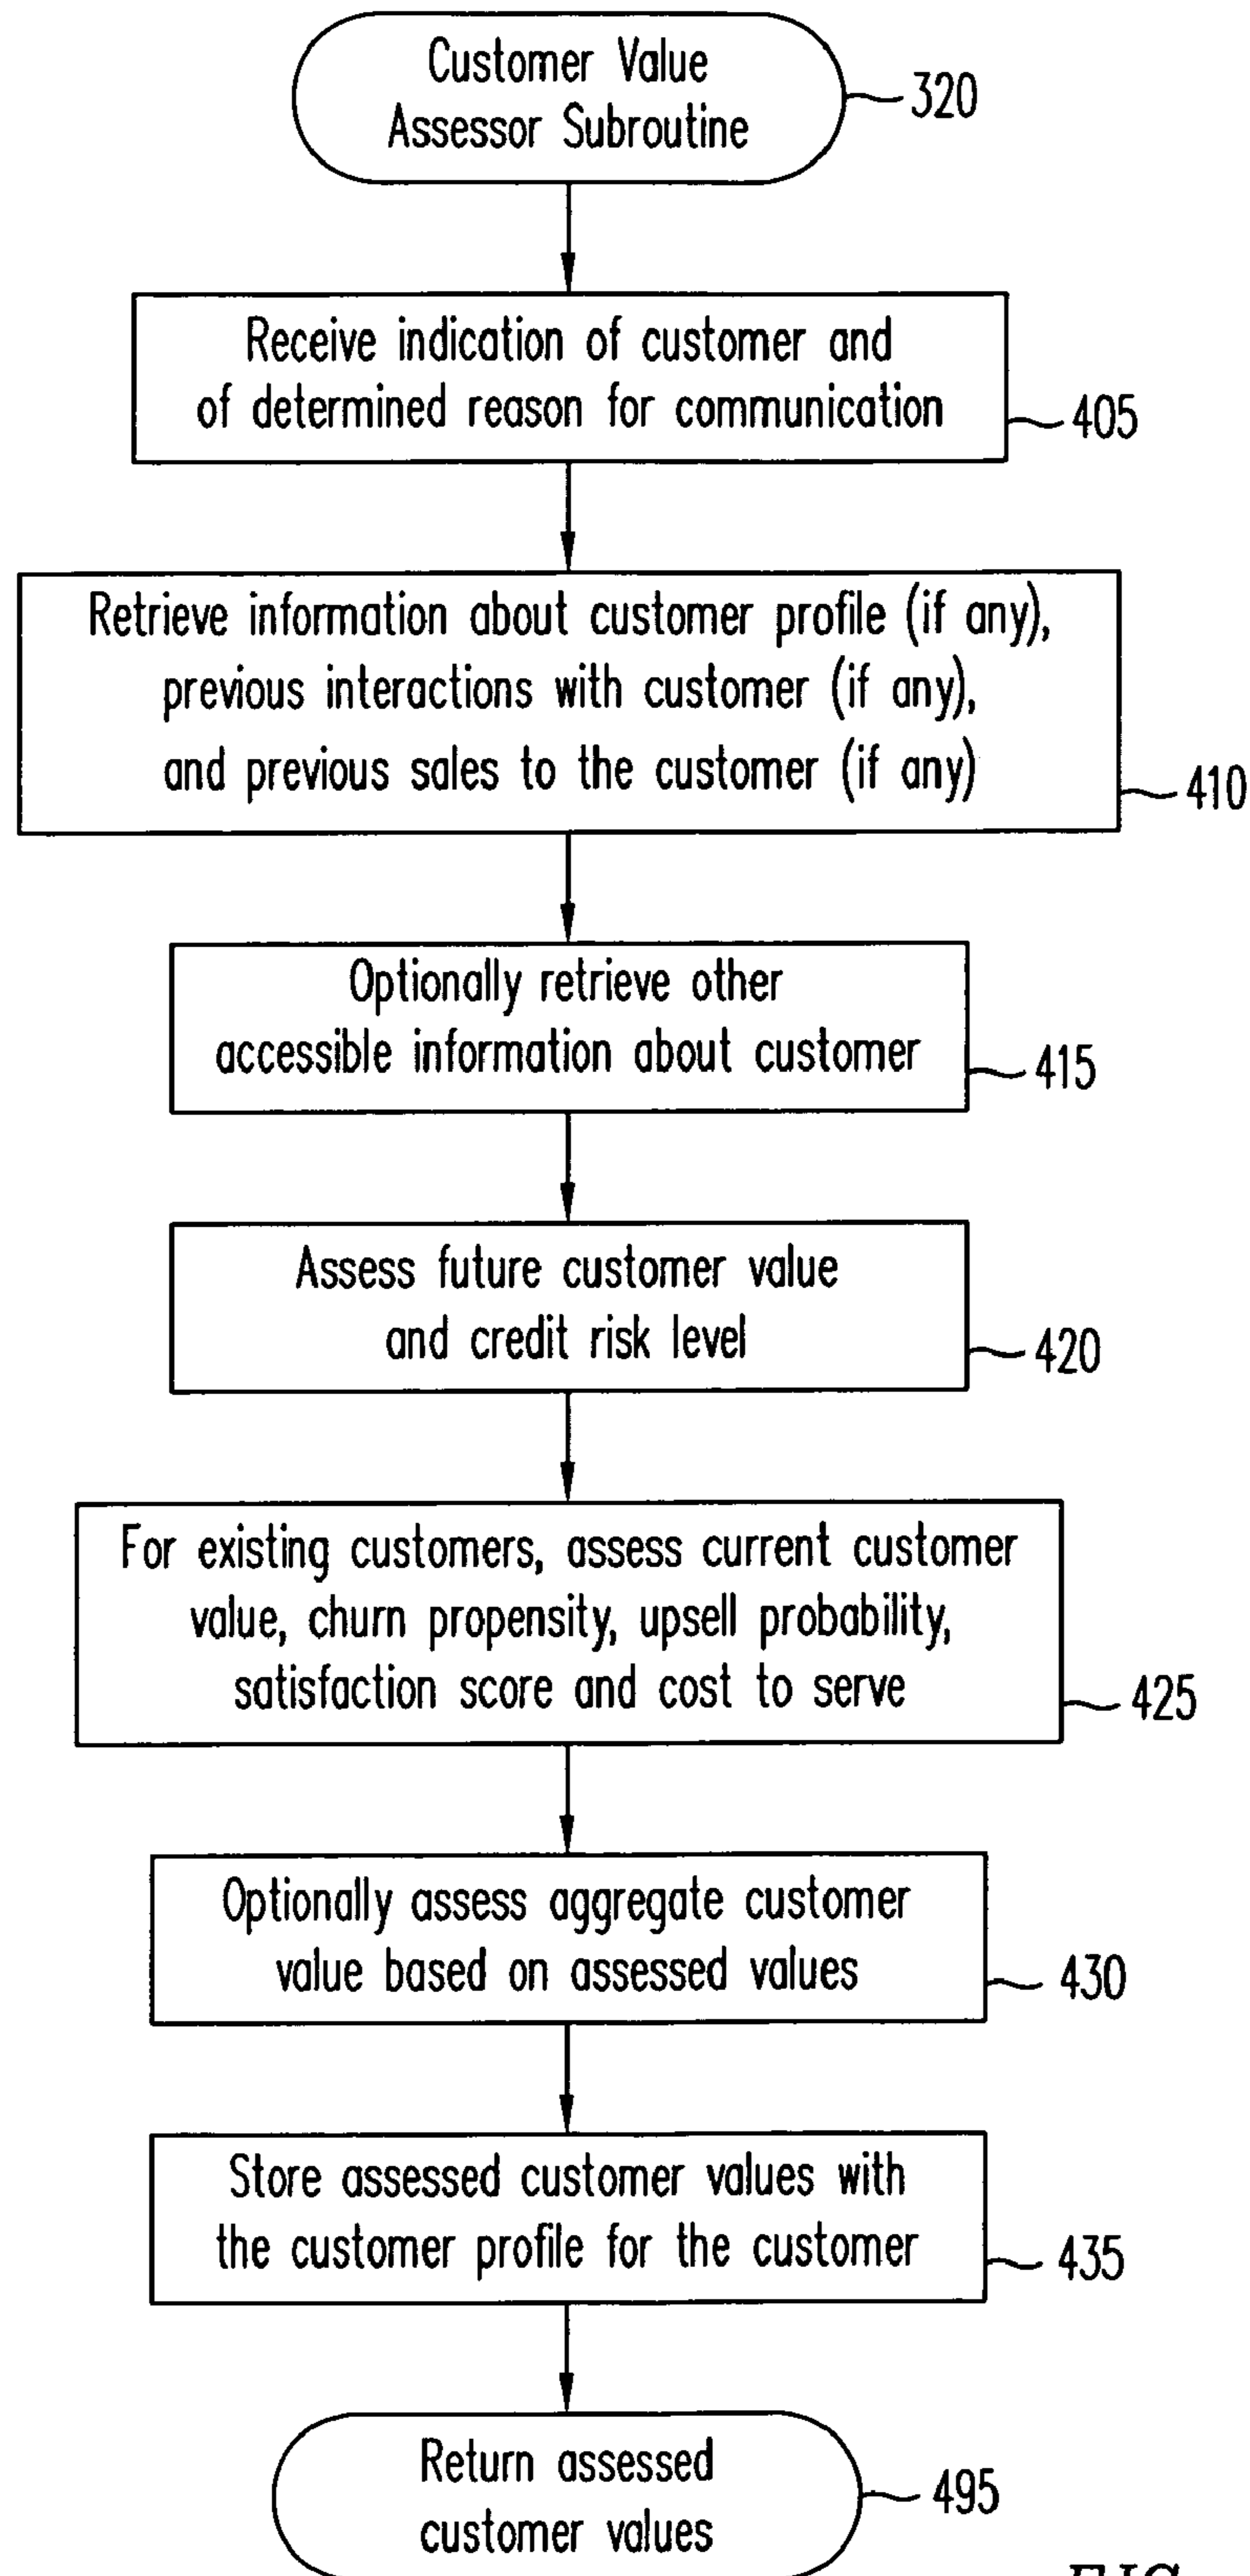 Customer Value
Assessor Subroutine
320
Receive indication of customer and
of determined reason for communication
405
Retrieve information about customer profile (if any),
previous interactions with customer (if any),
and previous sales to the customer (if any)
410
Optionally retrieve other
accessible information about customer
415
Assess future customer value
and credit risk level
420
For existing customers, assess current customer
value, churn propensity, upsell probability,
satisfaction score and cost to serve
425
Optionally assess aggregate customer
value based on assessed values
430
Store assessed customer values with
the customer profile for the customer
435
Return assessed
customer values
495